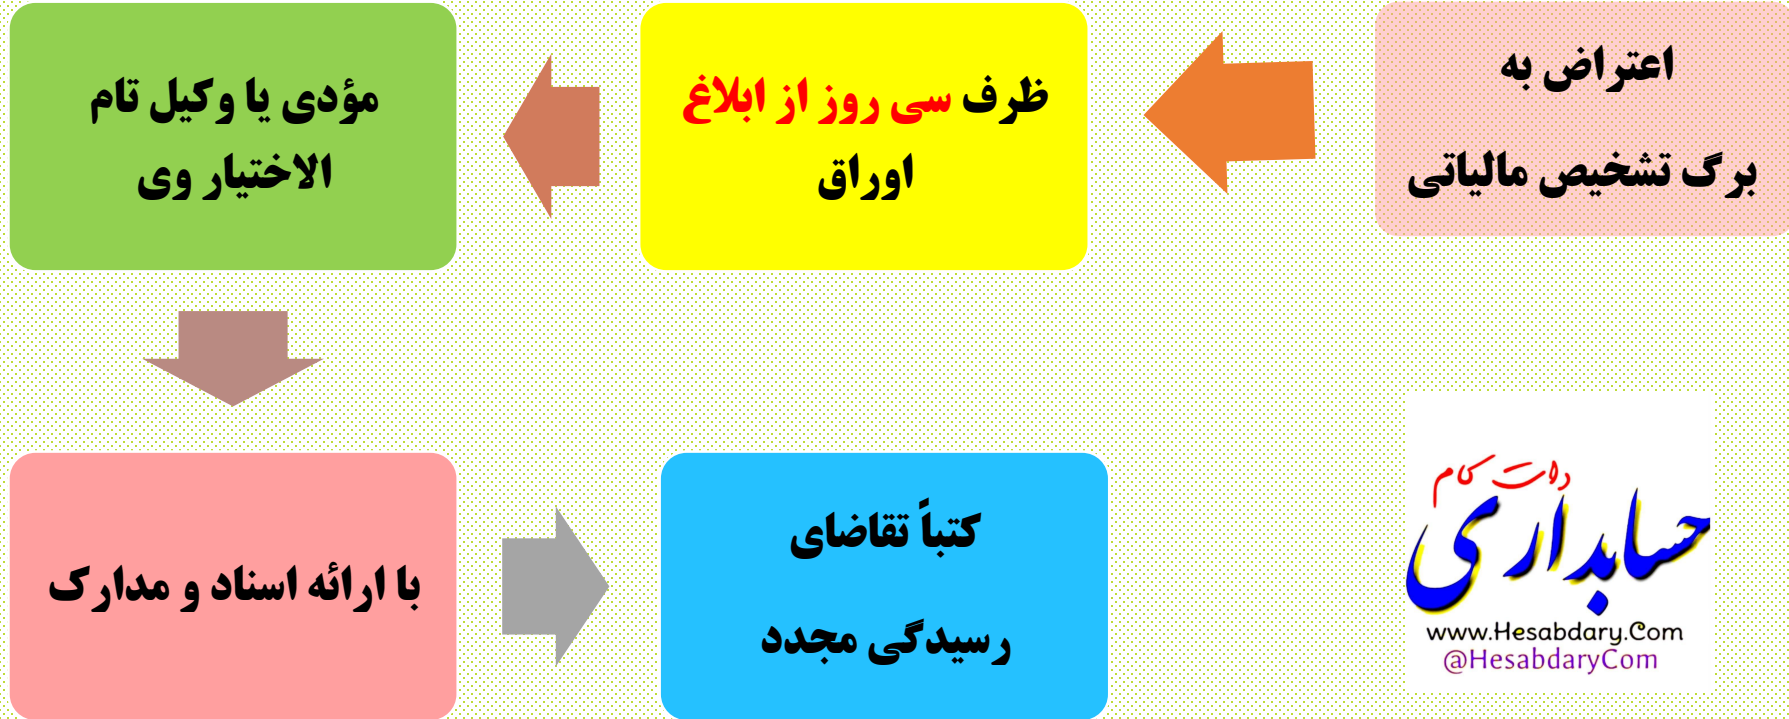 اعتراض به
برگ تشخیص مالیاتی
ظرف سی روز از ابلاغ
اوراق
مؤدی یا وکیل تام
الاختیار وی
با ارائه اسناد و مدارک
کتباً تقاضای
رسیدگی مجدد
دات کام
حسابداری
www.Hesabdary.Com
@HesabdaryCom